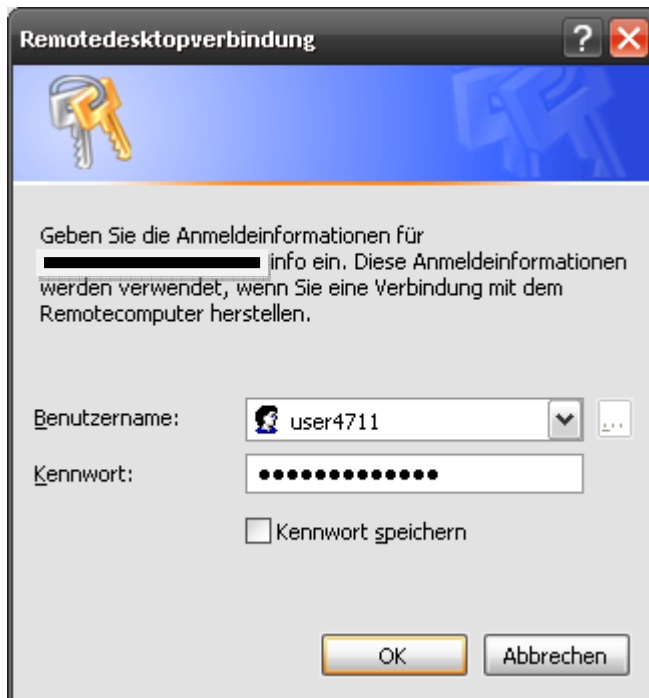 Remotedesktopverbindung
Geben Sie die Anmeldeinformationen für
info ein. Diese Anmeldeinformationen
werden verwendet, wenn Sie eine Verbindung mit dem
Remotecomputer herstellen.
Benutzername: user4711 ...
Kennwort: •••••••••••••
Kennwort speichern
OK Abbrechen